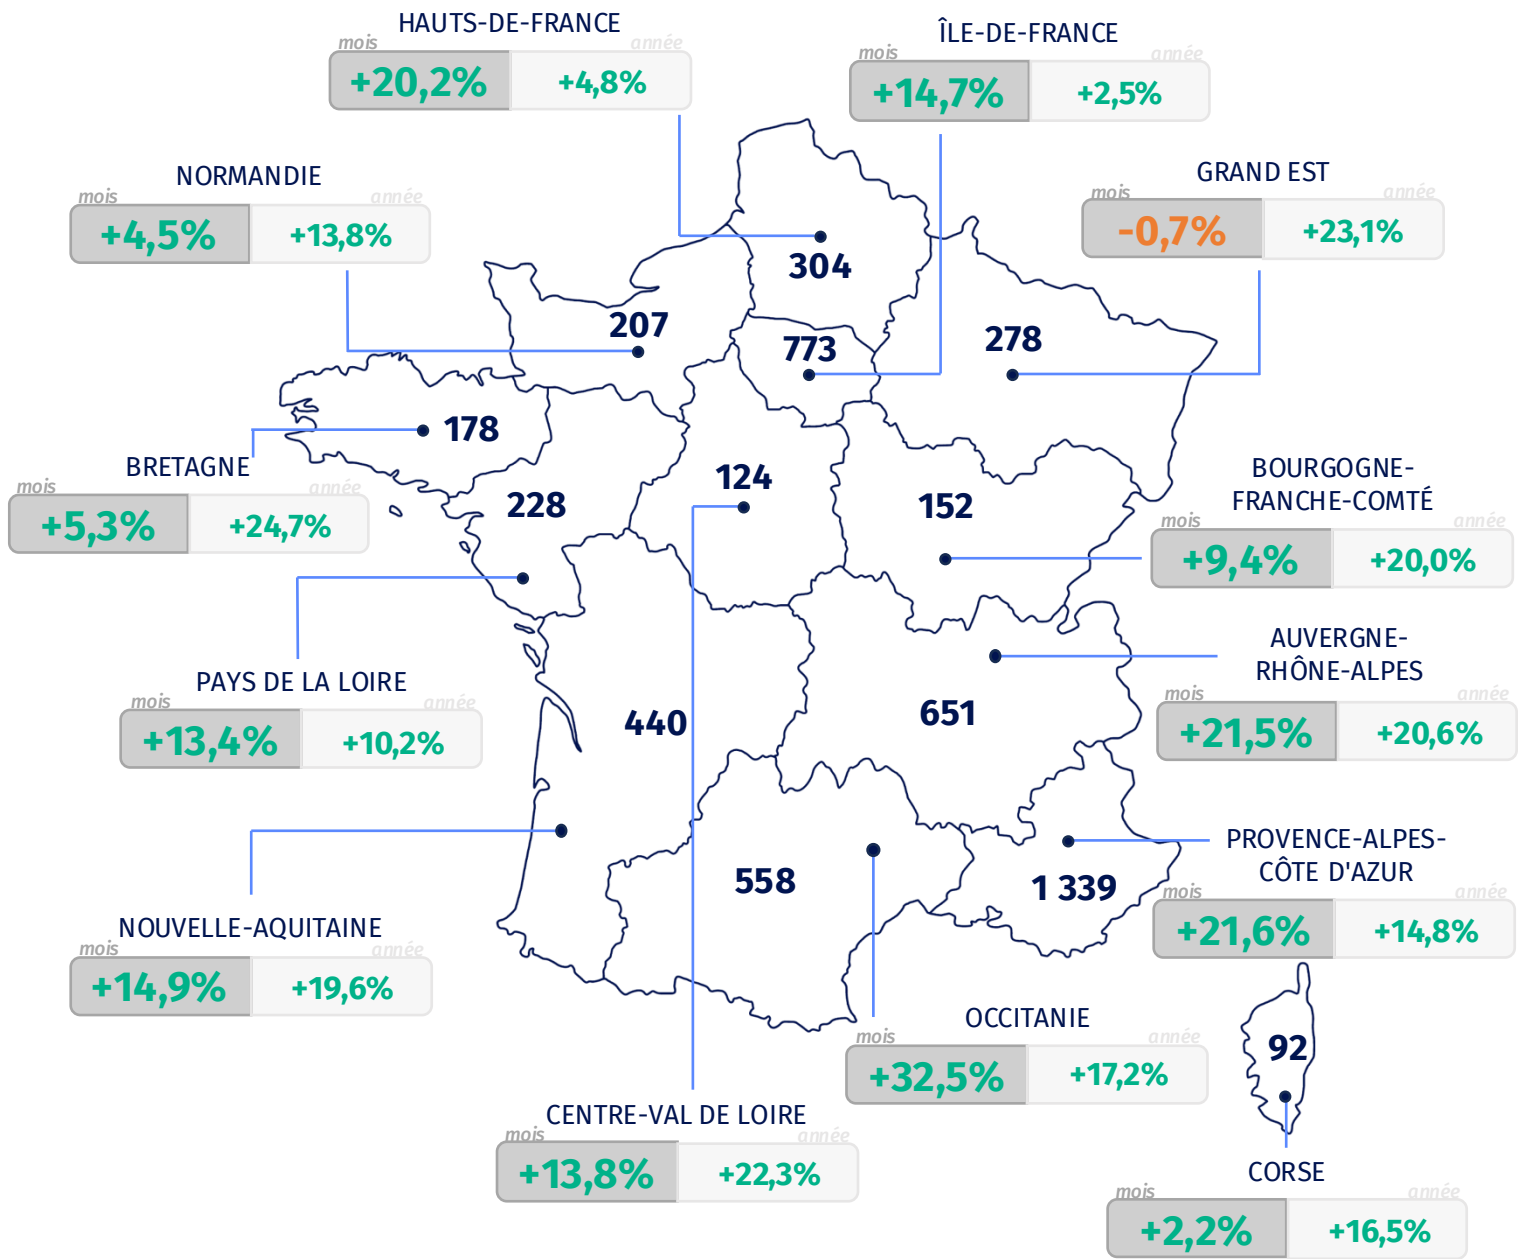 HAUTS-DE-FRANCE
mois année
+20,2% +4,8%
ÎLE-DE-FRANCE
mois année
+14,7% +2,5%
NORMANDIE
mois année
+4,5% +13,8%
GRAND EST
mois année
-0,7% +23,1%
304
207
773
278
178
BRETAGNE
mois année
+5,3% +24,7%
124
228
152
BOURGOGNE-
FRANCHE-COMTÉ
mois année
+9,4% +20,0%
PAYS DE LA LOIRE
mois année
+13,4% +10,2%
440
651
AUVERGNE-
RHÔNE-ALPES
mois année
+21,5% +20,6%
558
1 339
PROVENCE-ALPES-
CÔTE D'AZUR
mois année
+21,6% +14,8%
NOUVELLE-AQUITAINE
mois année
+14,9% +19,6%
OCCITANIE
mois année
+32,5% +17,2%
92
CENTRE-VAL DE LOIRE
mois année
+13,8% +22,3%
CORSE
mois année
+2,2% +16,5%